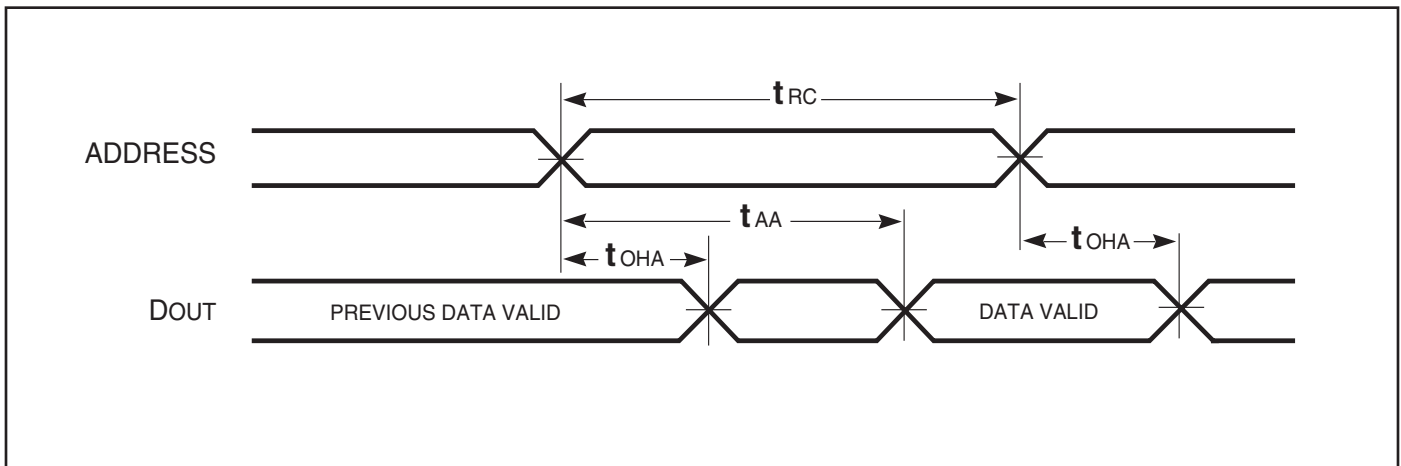 tRC
ADDRESS
tAA
tOHA
tOHA
DOUT
PREVIOUS DATA VALID
DATA VALID